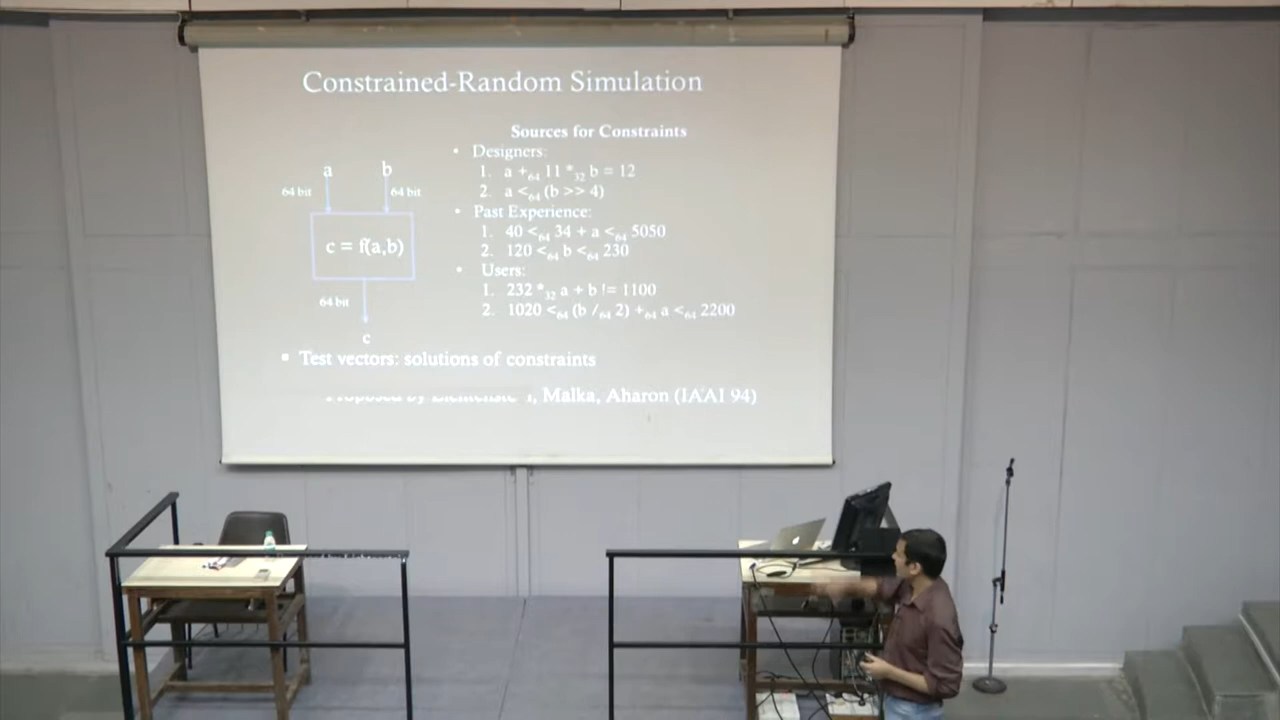 Constrained-Random Simulation
Sources for Constraints
a
b
64 bit
64 bit
c = f(a,b)
64 bit
c
• Designers:
1. a +₆₄ 11 *₃₂ b = 12
2. a <₆₄ (b >> 4)
• Past Experience:
1. 40 <₆₄ 34 + a <₆₄ 5050
2. 120 <₆₄ b <₆₄ 230
• Users:
1. 232 *₃₂ a + b != 1100
2. 1020 <₆₄ (b /₆₄ 2) +₆₄ a <₆₄ 2200
▪ Test vectors: solutions of constraints
Proposed by Malka, Aharon (IAAI 94)